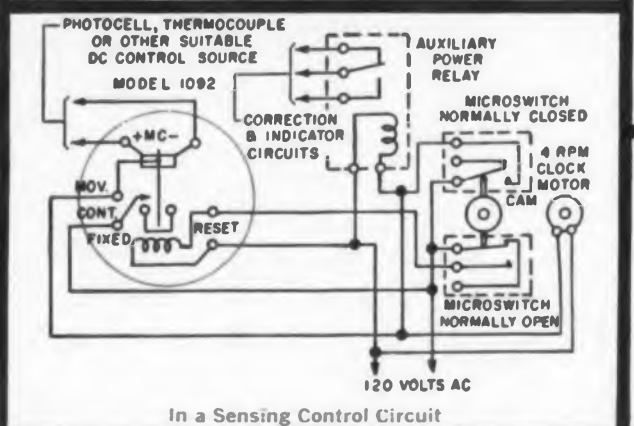 PHOTOCELL, THERMOCOUPLE
OR OTHER SUITABLE
DC CONTROL SOURCE
MODEL 1092
+MC-
MOV.
CONT.
FIXED
RESET
CORRECTION
& INDICATOR
CIRCUITS
AUXILIARY
POWER
RELAY
MICROSWITCH
NORMALLY CLOSED
4 RPM
CLOCK
MOTOR
CAM
MICROSWITCH
NORMALLY OPEN
120 VOLTS AC
In a Sensing Control Circuit